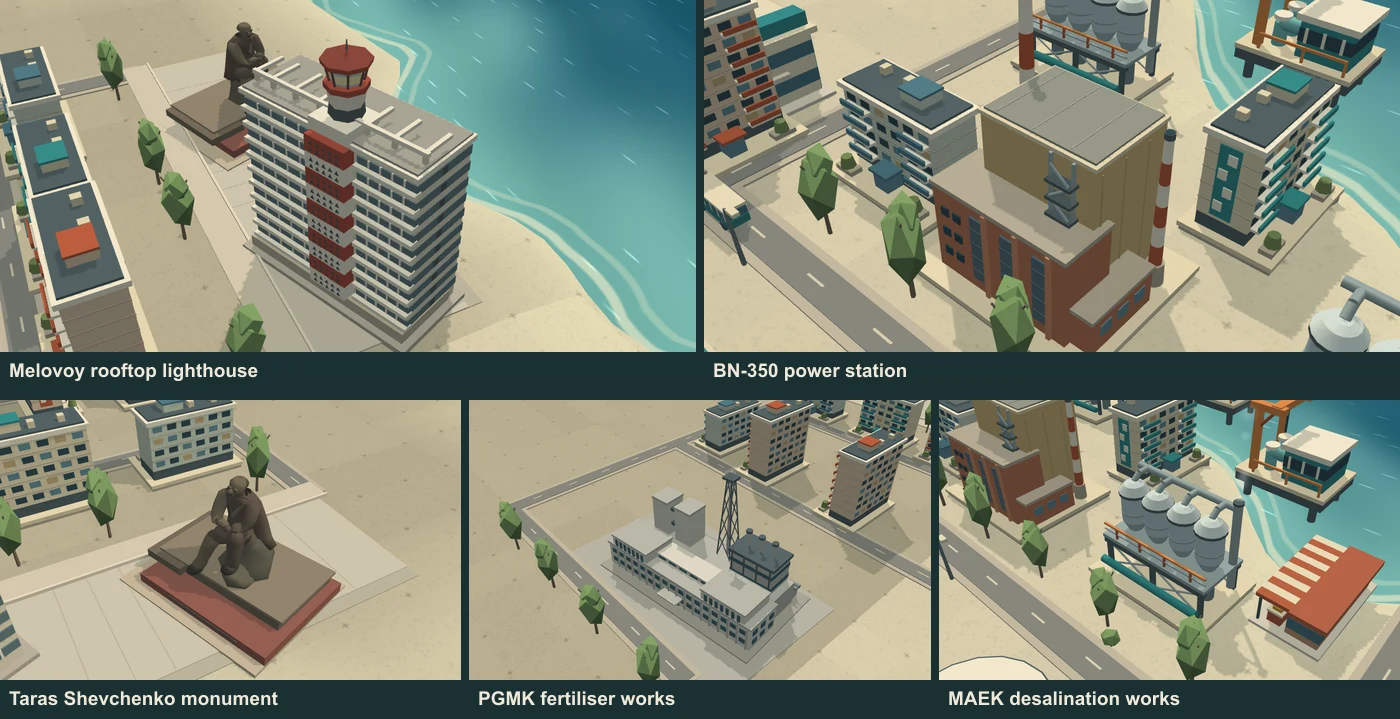 Melovoy rooftop lighthouse
BN-350 power station
Taras Shevchenko monument
PGMK fertiliser works
MAEK desalination works